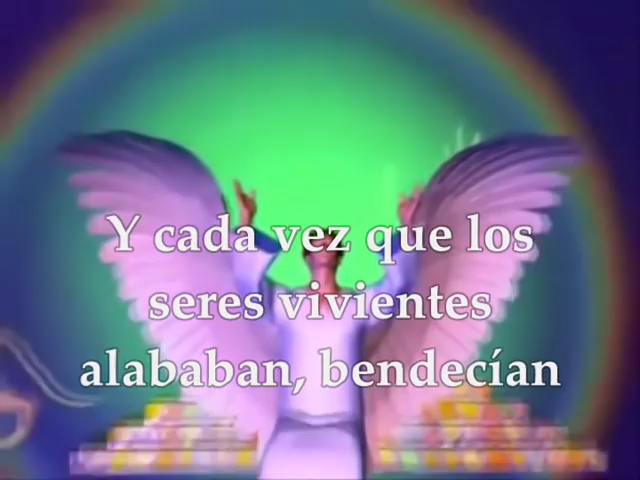 Y cada vez que los
seres vivientes
alababan, bendecían